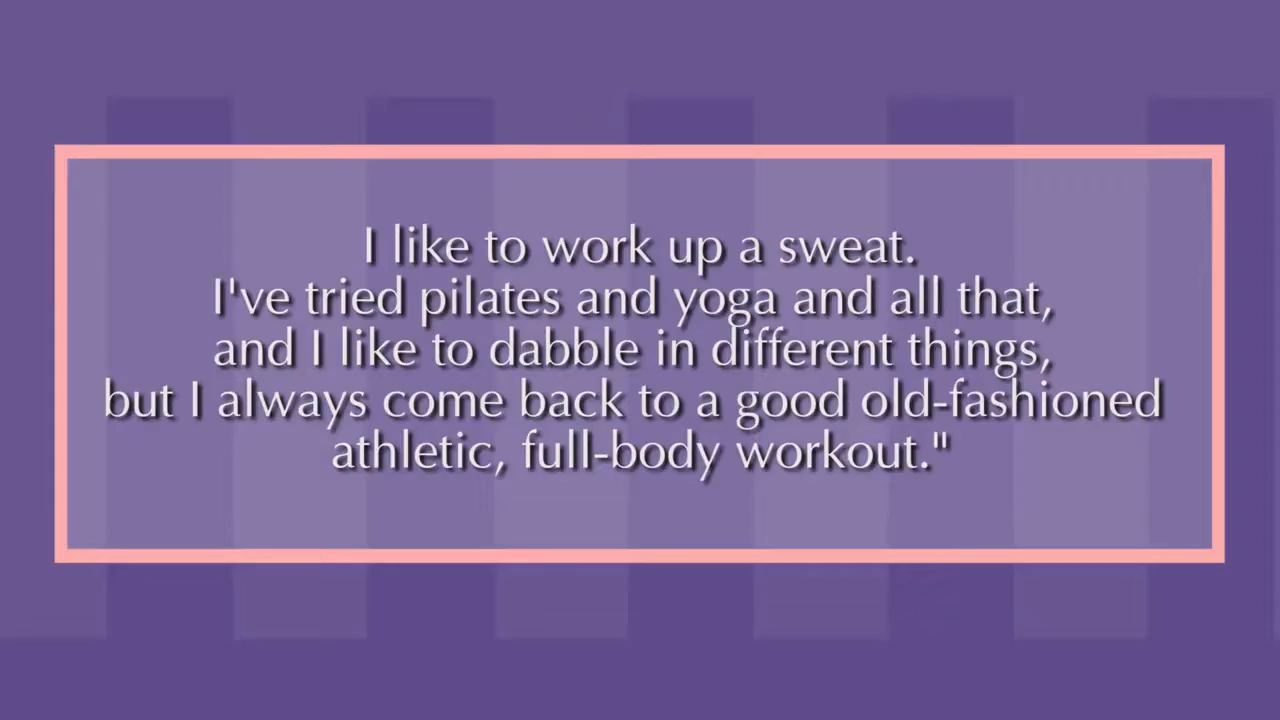 I like to work up a sweat.
I've tried pilates and yoga and all that,
and I like to dabble in different things,
but I always come back to a good old-fashioned
athletic, full-body workout."